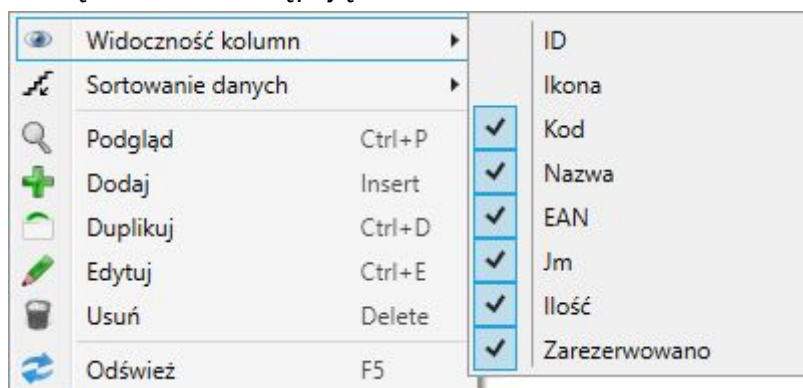 Widoczność kolumn
Sortowanie danych
Podgląd Ctrl+P
Dodaj Insert
Duplikuj Ctrl+D
Edytuj Ctrl+E
Usuń Delete
Odśwież F5
ID
Ikona
Kod
Nazwa
EAN
Jm
Ilość
Zarezerwowano